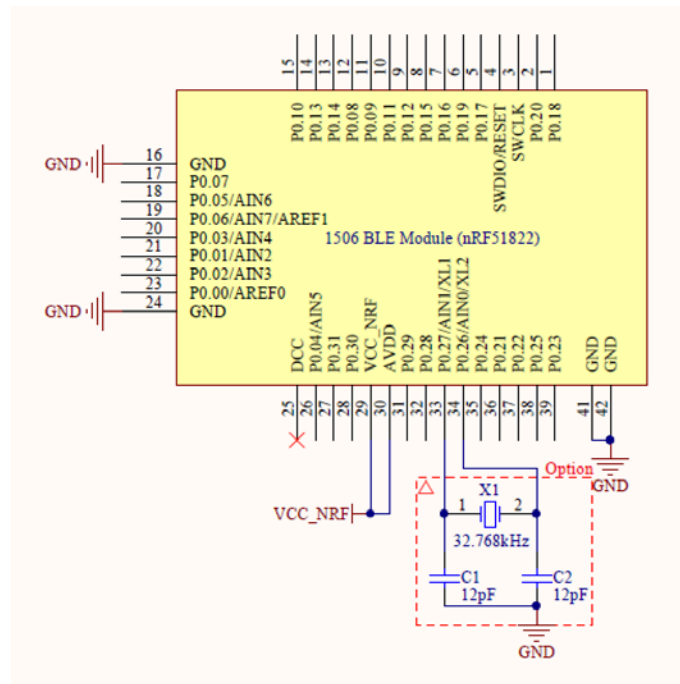 15 14 13 12 11 10 9 8 7 6 5 4 3 2 1
P0.10 P0.13 P0.14 P0.08 P0.09 P0.11 P0.12 P0.15 P0.16 P0.19 P0.17 SWDIO/RESET SWCLK P0.20 P0.18
GND 16 GND
17 P0.07
18 P0.05/AIN6
19 P0.06/AIN7/AREF1
20 P0.03/AIN4
21 P0.01/AIN2
22 P0.02/AIN3
23 P0.00/AREF0
GND 24 GND
1506 BLE Module (nRF51822)
DCC P0.04/AIN5 P0.31 P0.30 VCC_NRF AVDD P0.29 P0.28 P0.27/AIN1/XL1 P0.26/AIN0/XL2 P0.24 P0.21 P0.22 P0.25 P0.23 GND GND
25 26 27 28 29 30 31 32 33 34 35 36 37 38 39 41 42
Option
GND
X1
1 2
VCC_NRF
32.768kHz
C1 C2
12pF 12pF
GND